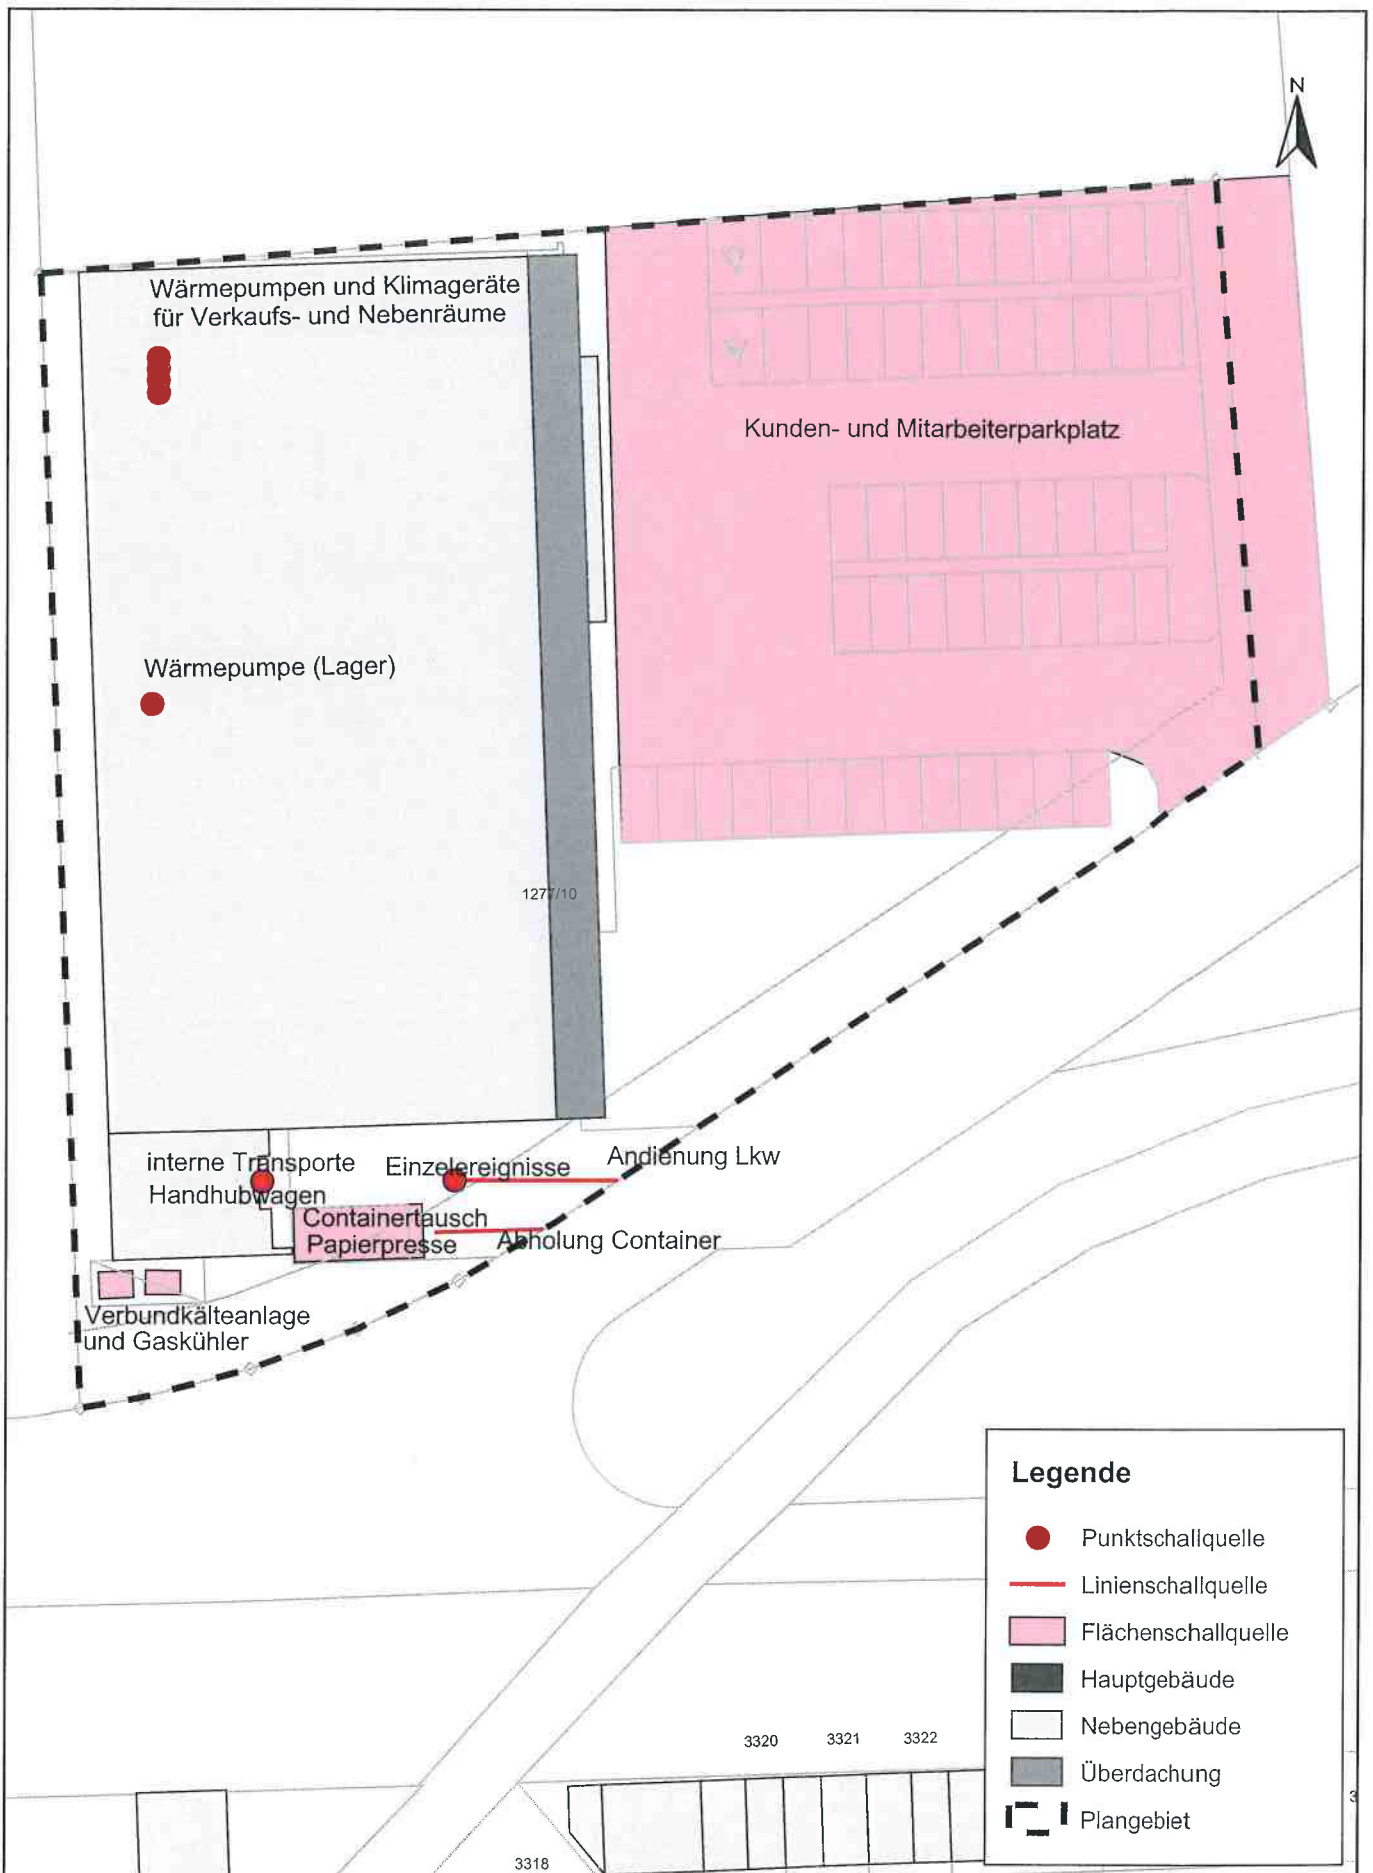 N
Wärmepumpen und Klimageräte
für Verkaufs- und Nebenräume
Kunden- und Mitarbeiterparkplatz
Wärmepumpe (Lager)
1277/10
interne Transporte
Handhubwagen
Einzelereignisse
Andienung Lkw
Containertausch
Papierpresse
Abholung Container
Verbundkälteanlage
und Gaskühler
Legende
Punktschallquelle
Linienschallquelle
Flächenschallquelle
Hauptgebäude
Nebengebäude
Überdachung
Plangebiet
3320
3321
3322
3318
3